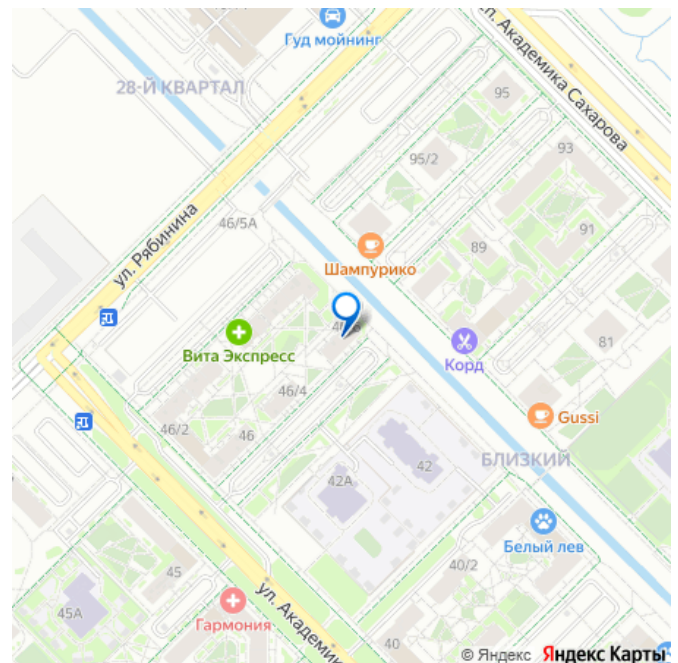 Гуд мойнинг
ул. Академика Сахарова
28-Й КВАРТАЛ
95
95/2
93
ул. Рябинина
46/5А
91
89
Шампурико
Вита Экспресс
Корд
81
46/4
Gussi
46/2
46
БЛИЗКИЙ
42
42А
Белый лев
45
40/2
45А
Гармония
ул. Академик
40
© Яндекс Яндекс Карты